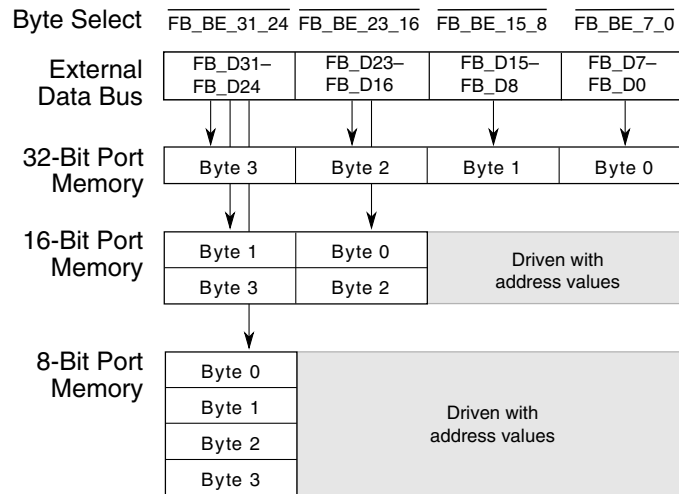 Byte Select FB_BE_31_24 FB_BE_23_16 FB_BE_15_8 FB_BE_7_0
External Data Bus
FB_D31–
FB_D24
FB_D23–
FB_D16
FB_D15–
FB_D8
FB_D7–
FB_D0
32-Bit Port
Memory
Byte 3 Byte 2 Byte 1 Byte 0
16-Bit Port
Memory
Byte 1 Byte 0
Byte 3 Byte 2
Driven with
address values
8-Bit Port
Memory
Byte 0
Byte 1
Byte 2
Byte 3
Driven with
address values